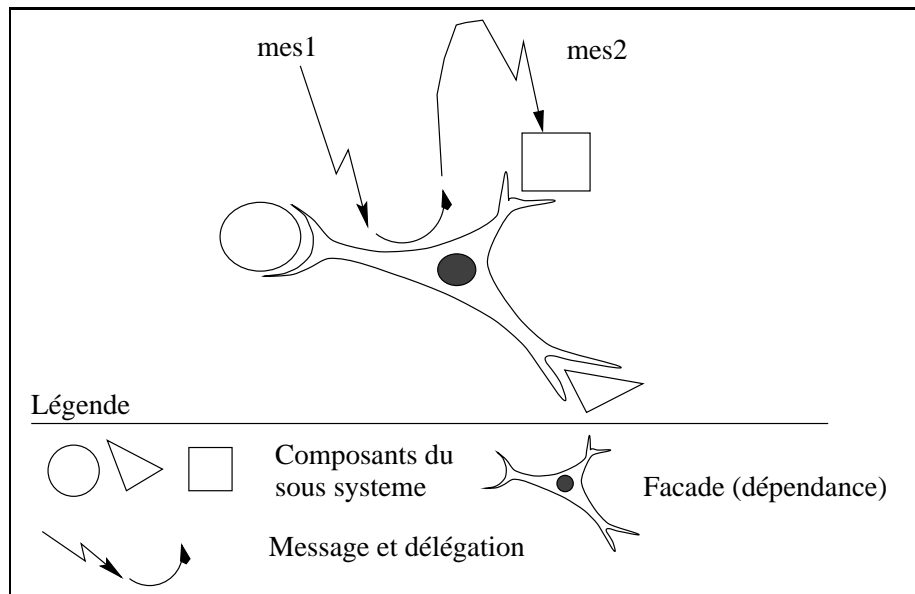 mes1
mes2
Légende
Composants du
sous systeme
Facade (dépendance)
Message et délégation